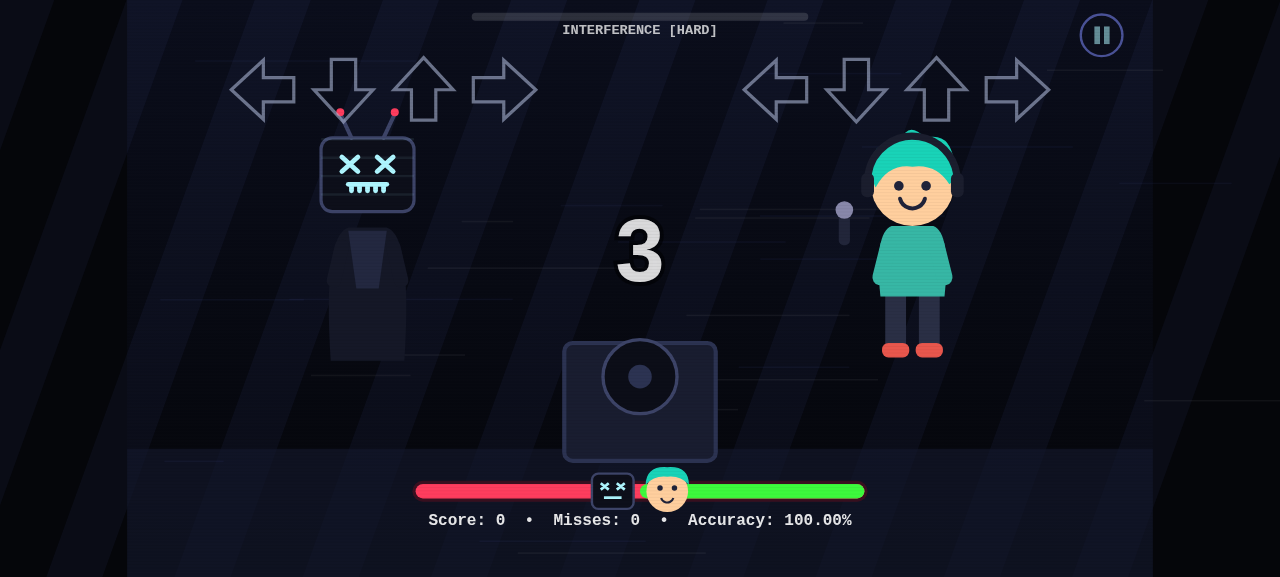 INTERFERENCE [HARD]
3
Score: 0 • Misses: 0 • Accuracy: 100.00%